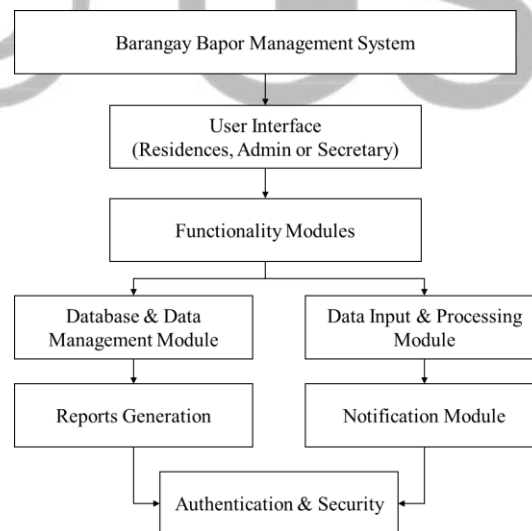 Barangay Bapor Management System
User Interface
(Residences, Admin or Secretary)
Functionality Modules
Database & Data
Management Module
Data Input & Processing
Module
Reports Generation
Notification Module
Authentication & Security